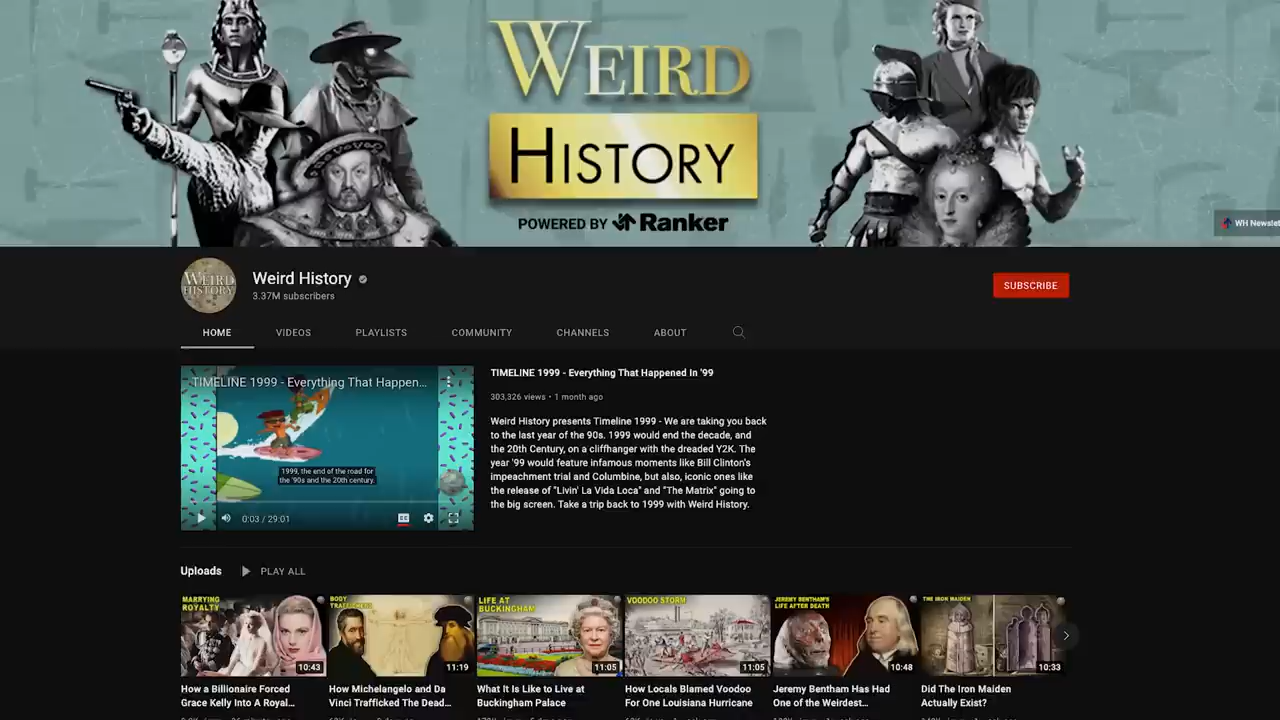 WEIRD
HISTORY
POWERED BY Ranker
WH Newslet
WEIRD
HISTORY
Weird History
3.37M subscribers
SUBSCRIBE
HOME
VIDEOS
PLAYLISTS
COMMUNITY
CHANNELS
ABOUT
TIMELINE 1999 - Everything That Happen...
1999, the end of the road for
the '90s and the 20th century.
0:03 / 29:01
TIMELINE 1999 - Everything That Happened In '99
303,326 views • 1 month ago
Weird History presents Timeline 1999 - We are taking you back
to the last year of the 90s. 1999 would end the decade, and
the 20th Century, on a cliffhanger with the dreaded Y2K. The
year '99 would feature infamous moments like Bill Clinton's
impeachment trial and Columbine, but also, iconic ones like
the release of "Livin' La Vida Loca" and "The Matrix" going to
the big screen. Take a trip back to 1999 with Weird History.
Uploads
PLAY ALL
MARRYING
ROYALTY
10:43
How a Billionaire Forced
Grace Kelly Into A Royal...
BODY
TRAFFICKERS
11:19
How Michelangelo and Da
Vinci Trafficked The Dead...
LIFE AT
BUCKINGHAM
11:05
What It Is Like to Live at
Buckingham Palace
VOODOO STORM
11:05
How Locals Blamed Voodoo
For One Louisiana Hurricane
JEREMY BENTHAM'S
LIFE AFTER DEATH
10:48
Jeremy Bentham Has Had
One of the Weirdest...
THE IRON MAIDEN
10:33
Did The Iron Maiden
Actually Exist?